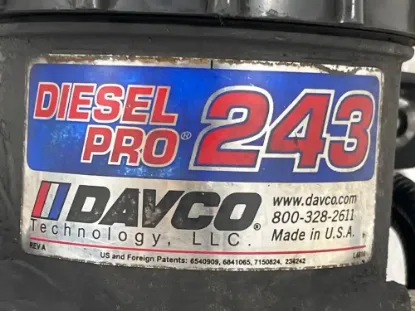 DIESEL
PRO® 243
DAVCO®
Technology, LLC.
www.davco.com
800-328-2611
Made in U.S.A.
REV A
US and Foreign Patents: 6540909, 6841065, 7150824, 238242